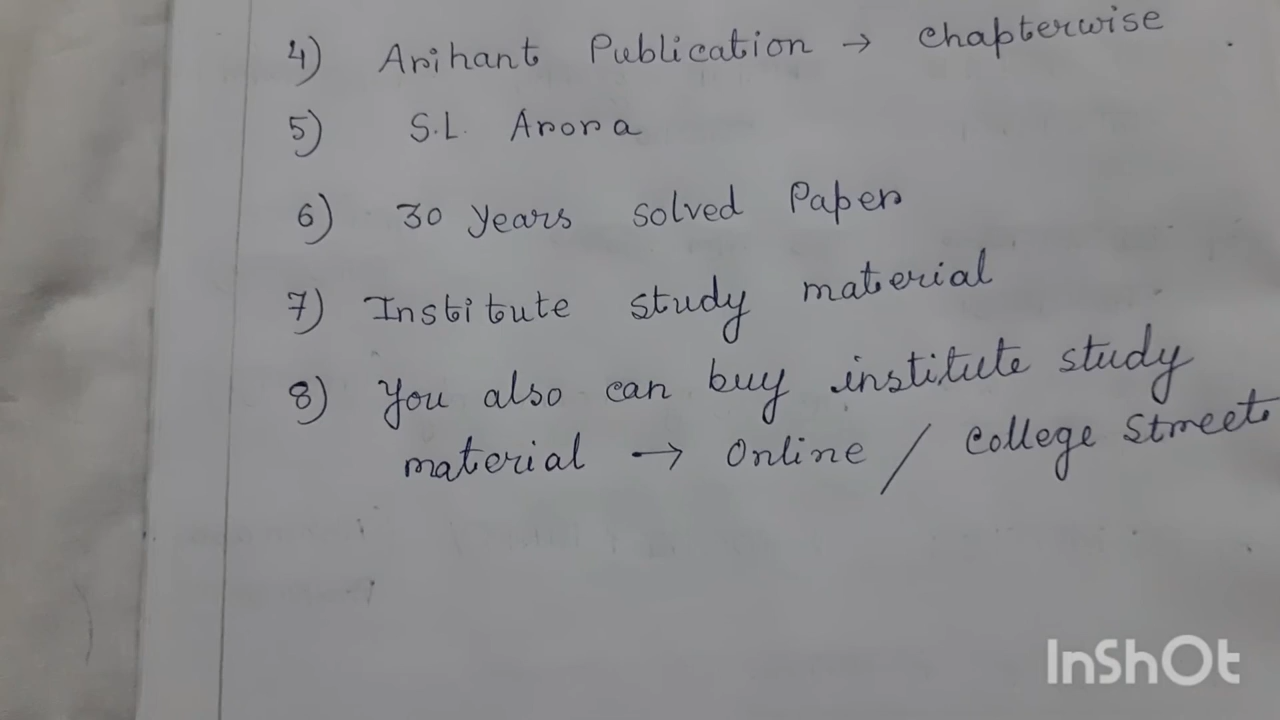 4) Arihant Publication → chapterwise
5) S.L. Arora
6) 30 years solved Paper
7) Institute study material
8) You also can buy institute study
material → Online / College Street
InShOt